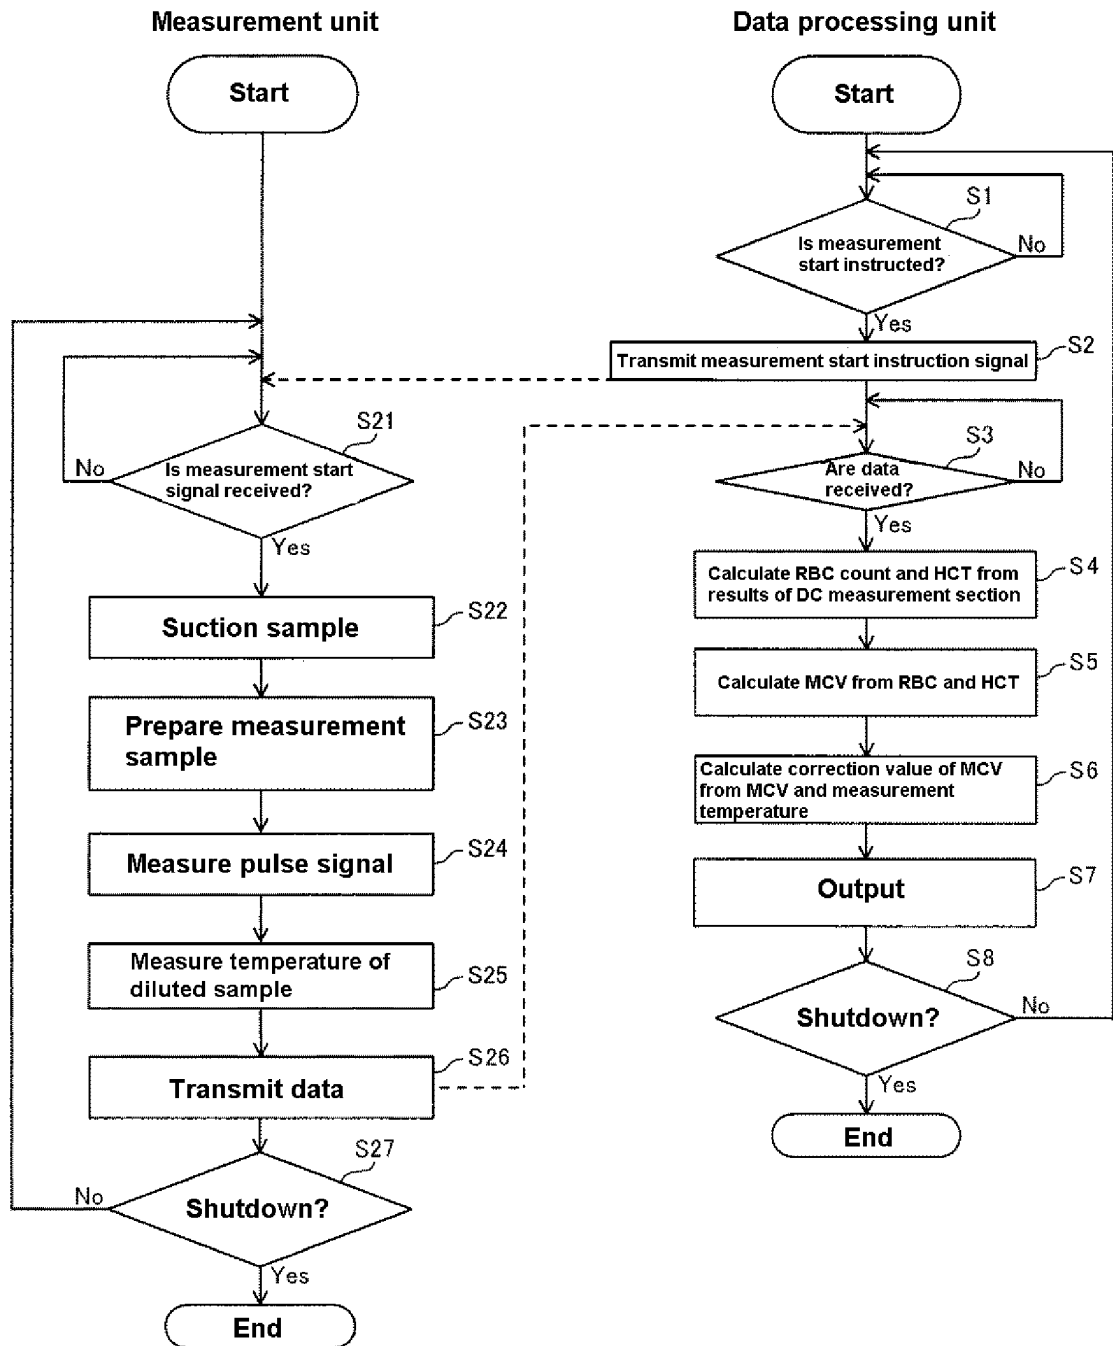 Measurement unit
Start
S21
Is measurement start
signal received?
No
Yes
Suction sample
S22
Prepare measurement
sample
S23
Measure pulse signal
S24
Measure temperature of
diluted sample
S25
Transmit data
S26
S27
Shutdown?
No
Yes
End
Data processing unit
Start
S1
Is measurement
start instructed?
No
Yes
Transmit measurement start instruction signal
S2
S3
Are data
received?
No
Yes
Calculate RBC count and HCT from
results of DC measurement section
S4
Calculate MCV from RBC and HCT
S5
Calculate correction value of MCV
from MCV and measurement
temperature
S6
Output
S7
S8
Shutdown?
No
Yes
End